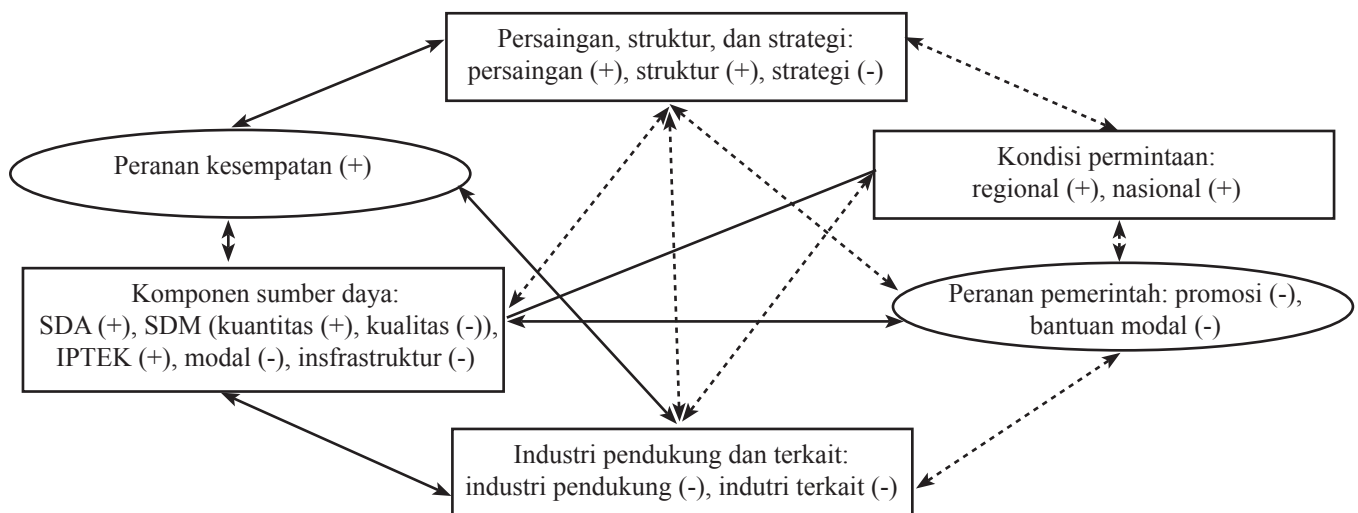 Persaingan, struktur, dan strategi:
persaingan (+), struktur (+), strategi (-)
Peranan kesempatan (+)
Kondisi permintaan:
regional (+), nasional (+)
Komponen sumber daya:
SDA (+), SDM (kuantitas (+), kualitas (-)),
IPTEK (+), modal (-), insfrastruktur (-)
Peranan pemerintah: promosi (-),
bantuan modal (-)
Industri pendukung dan terkait:
industri pendukung (-), indutri terkait (-)